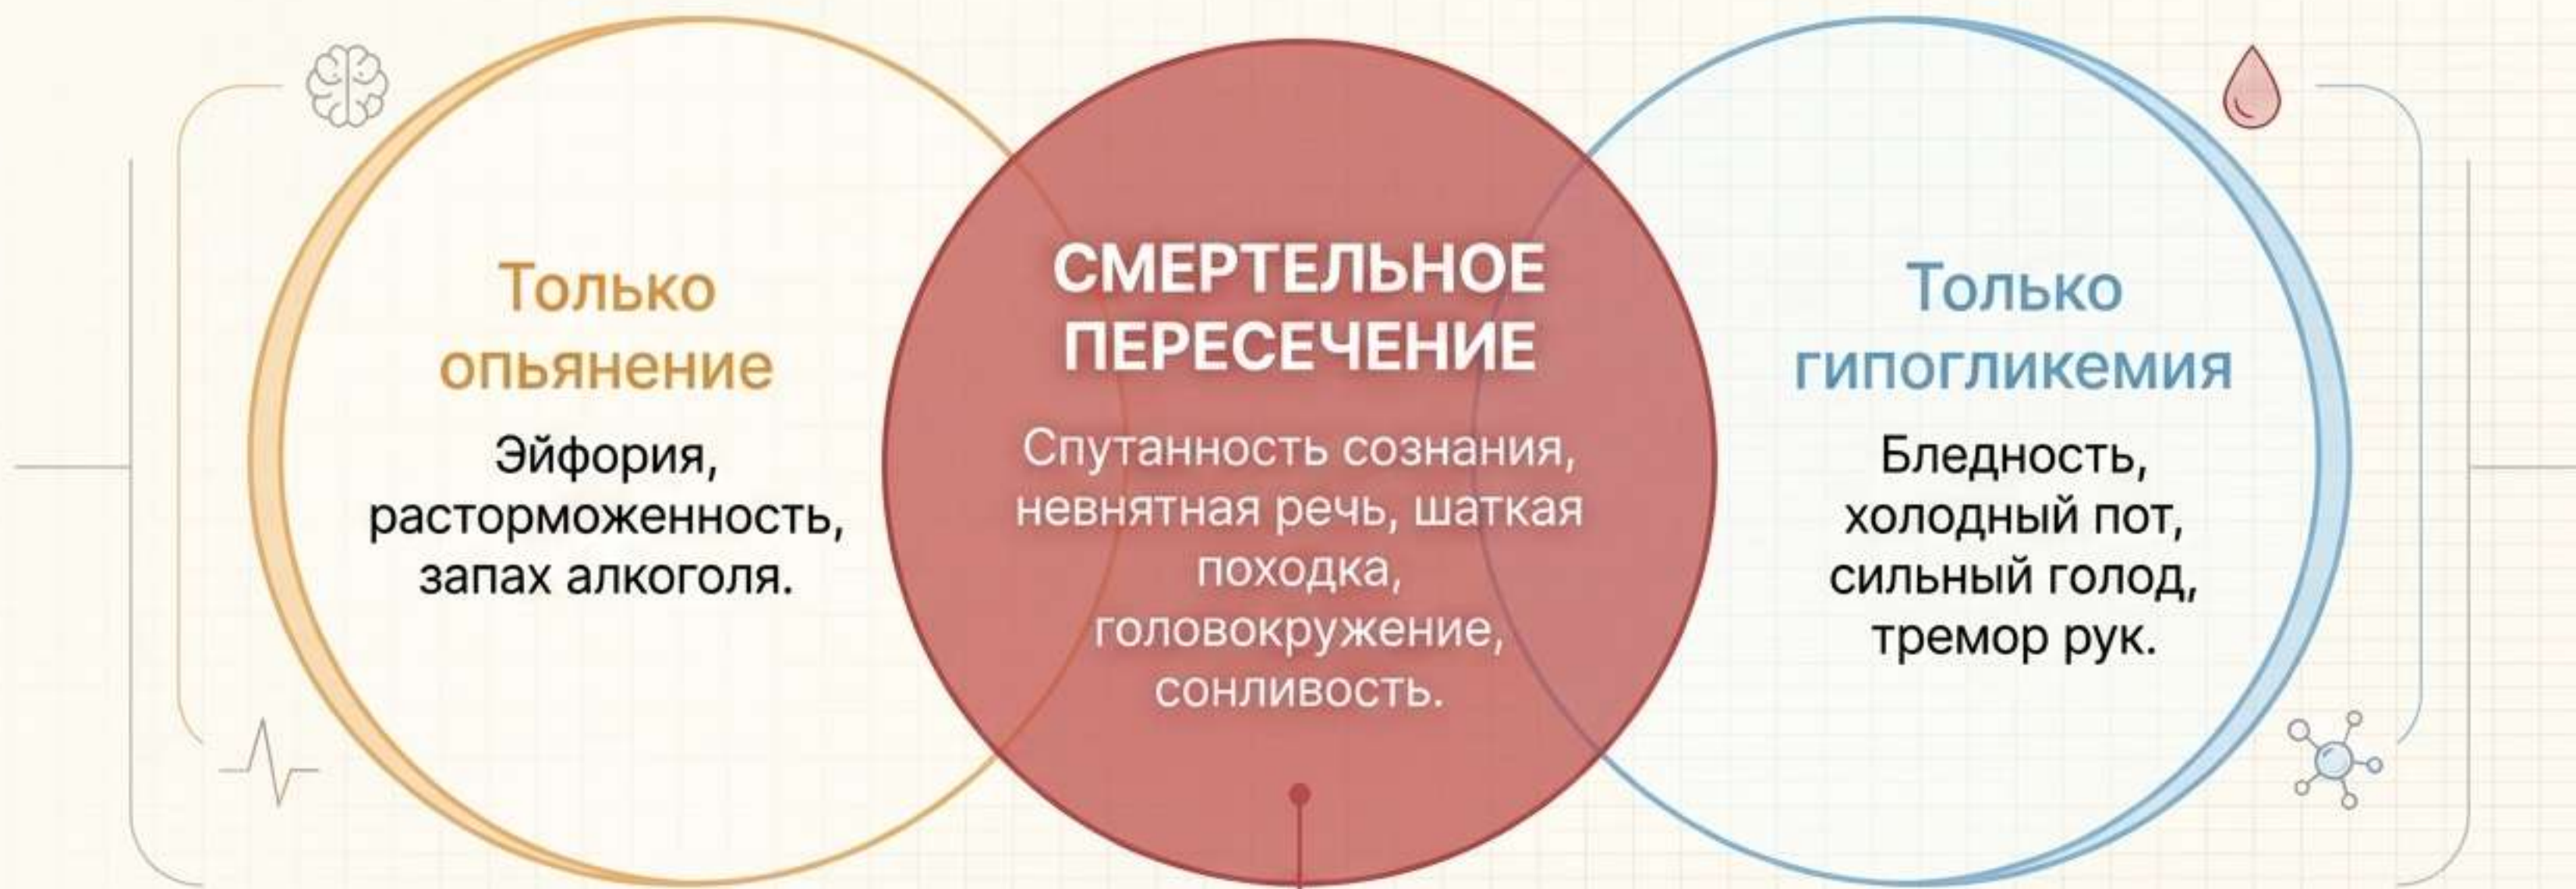 Только
опьянение
Эйфория,
расторможенность,
запах алкоголя.
СМЕРТЕЛЬНОЕ
ПЕРЕСЕЧЕНИЕ
Спутанность сознания,
невнятная речь, шаткая
походка,
головокружение,
сонливость.
Только
гипогликемия
Бледность,
холодный пот,
сильный голод,
тремор рук.